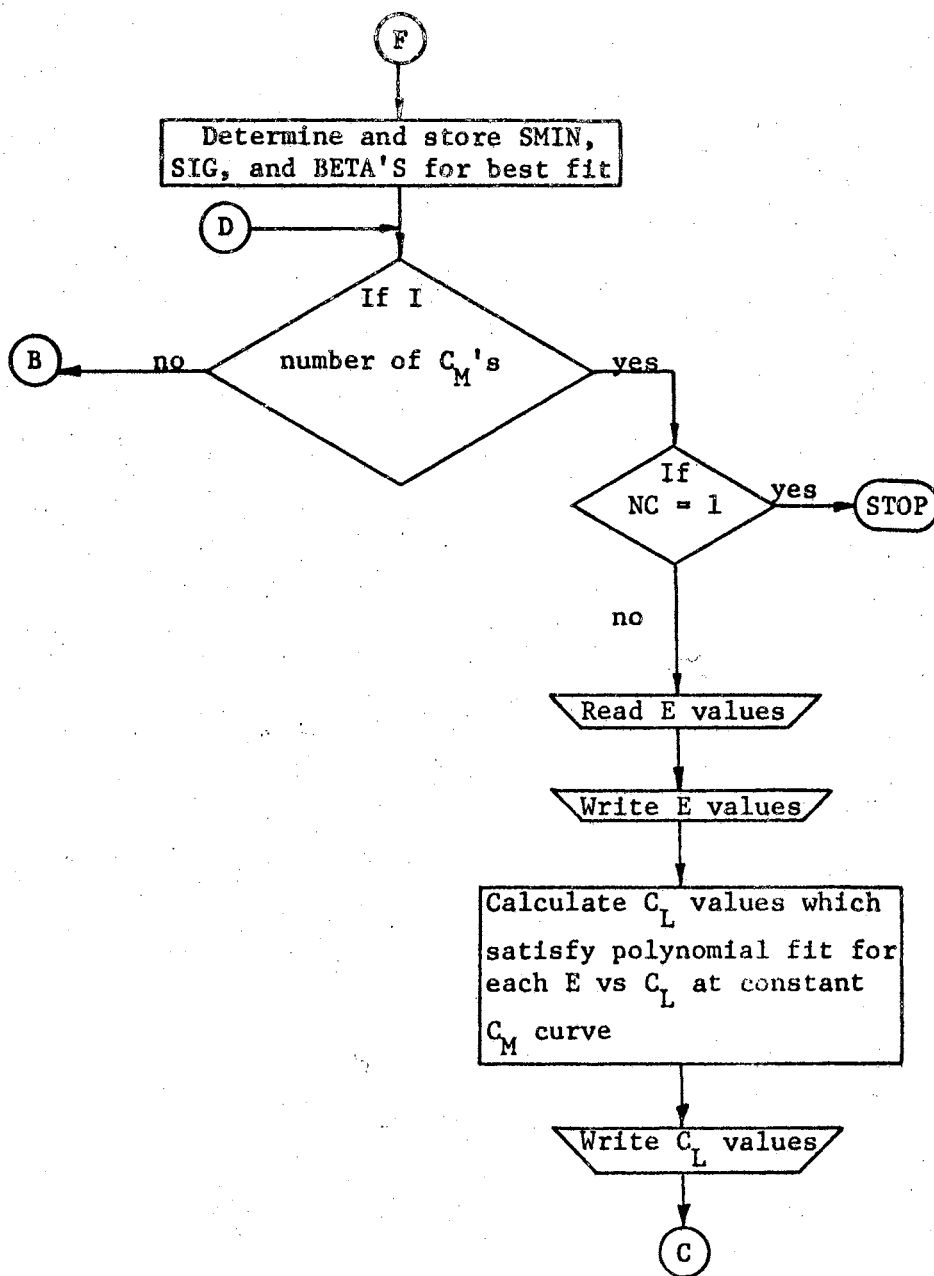 F
Determine and store SMIN,
SIG, and BETA'S for best fit
D
If I
number of C_M's
B
no
yes
If
NC = 1
yes
STOP
no
Read E values
Write E values
Calculate C_L values which
satisfy polynomial fit for
each E vs C_L at constant
C_M curve
Write C_L values
C